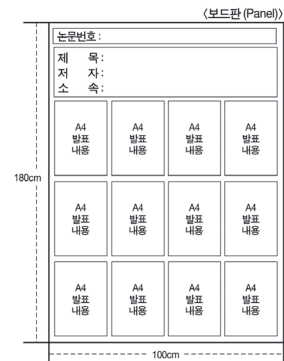 〈보드판(Panel)〉
논문번호 :
제 목 :
저 자 :
소 속 :
A4 A4 A4 A4
발표 발표 발표 발표
내용 내용 내용 내용
180cm
A4 A4 A4 A4
발표 발표 발표 발표
내용 내용 내용 내용
A4 A4 A4 A4
발표 발표 발표 발표
내용 내용 내용 내용
100cm